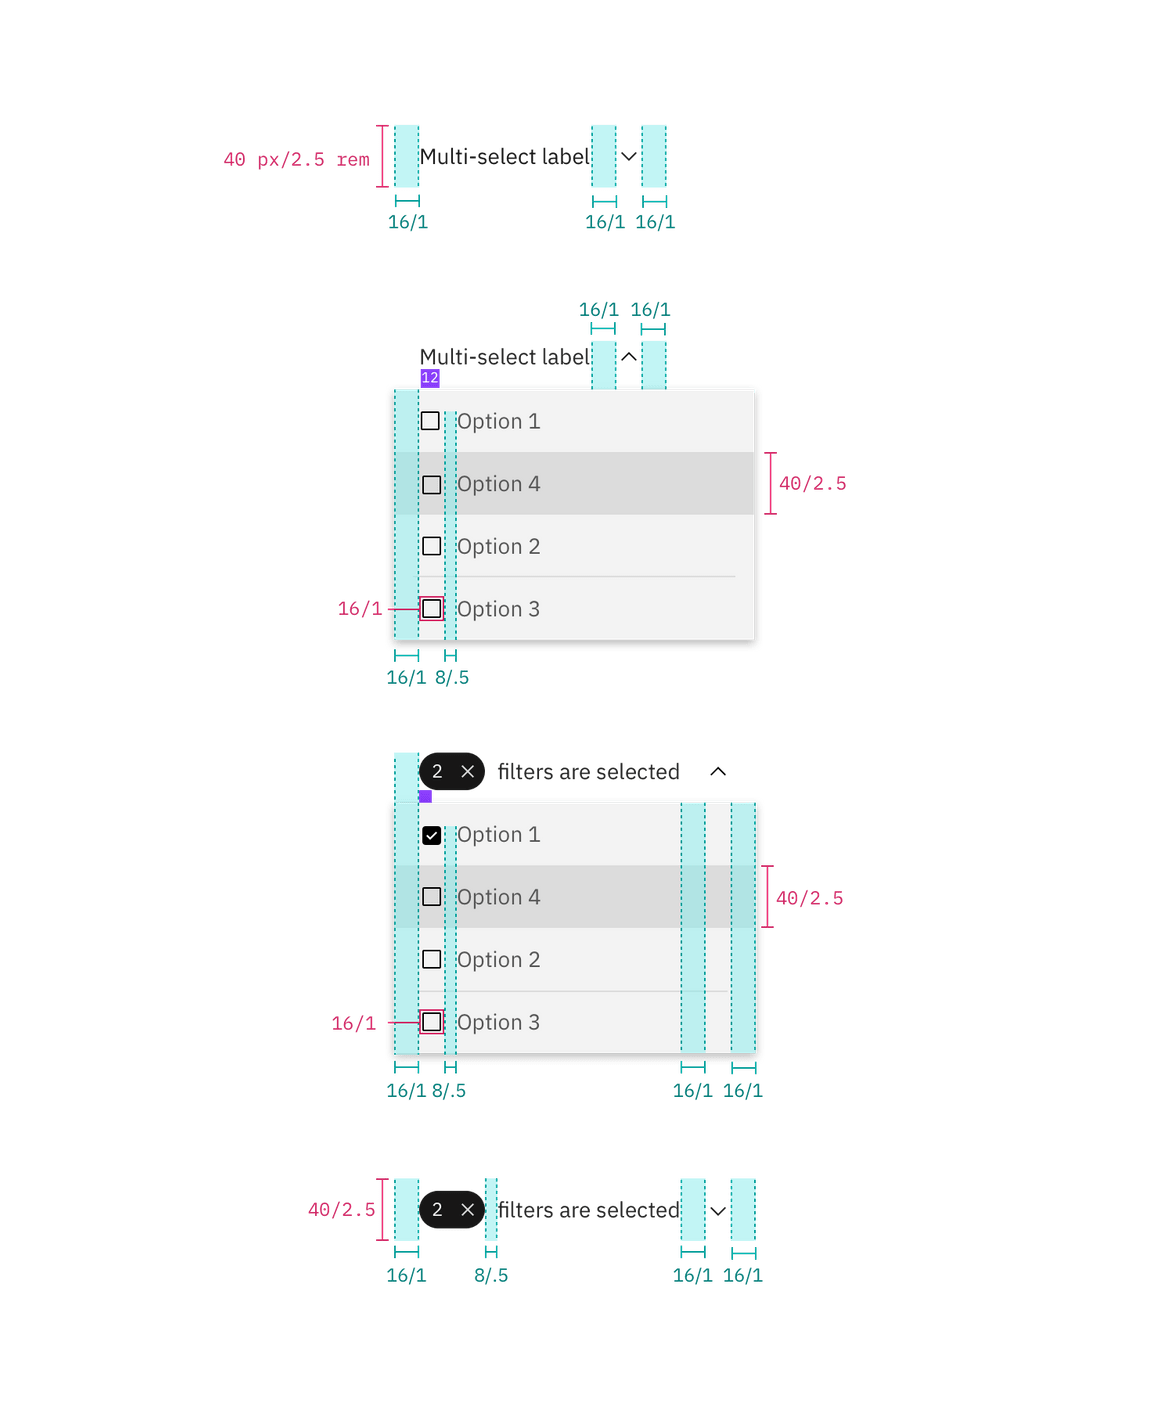 40 px/2.5 rem
Multi-select label
16/1 16/1 16/1
16/1 16/1
Multi-select label
12
Option 1
Option 4
40/2.5
Option 2
16/1
Option 3
16/1 8/.5
2 filters are selected
Option 1
Option 4
40/2.5
Option 2
16/1
Option 3
16/1 8/.5 16/1 16/1
40/2.5
2 filters are selected
16/1 8/.5 16/1 16/1